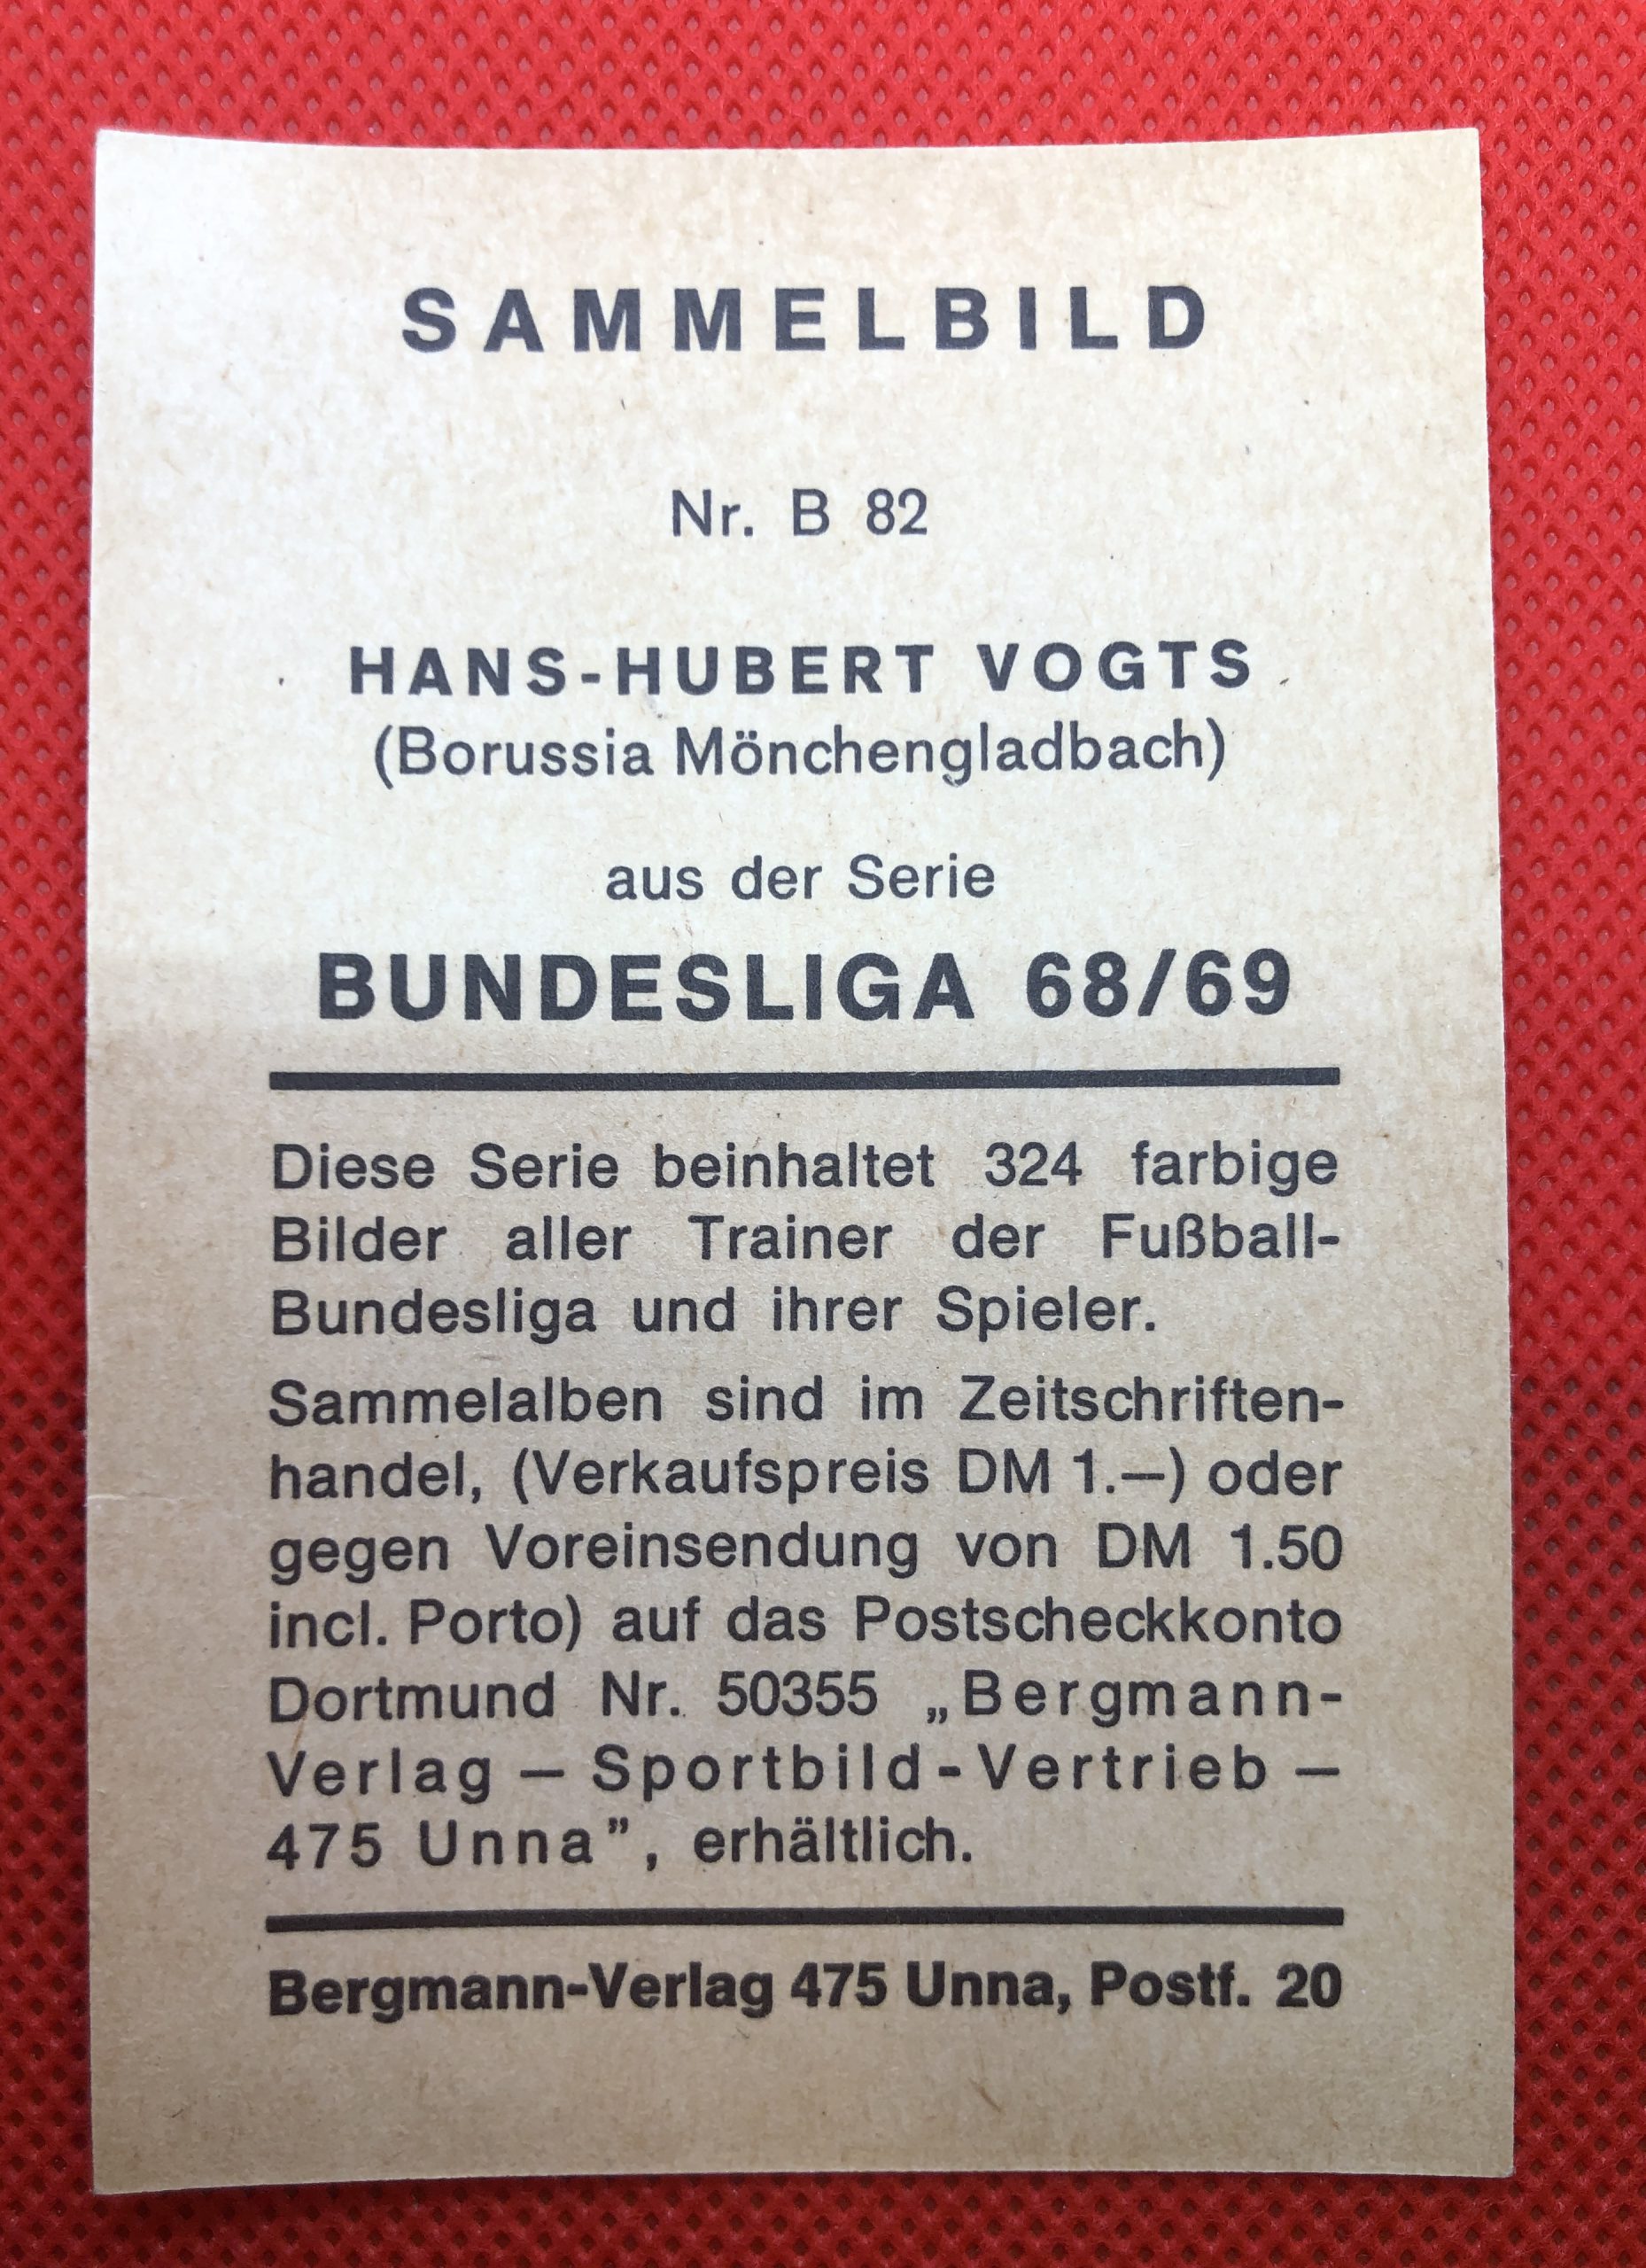 SAMMELBILD
Nr. B 82
HANS-HUBERT VOGTS
(Borussia Mönchengladbach)
aus der Serie
BUNDESLIGA 68/69
Diese Serie beinhaltet 324 farbige
Bilder aller Trainer der Fußball-
Bundesliga und ihrer Spieler.
Sammelalben sind im Zeitschriften-
handel, (Verkaufspreis DM 1.—) oder
gegen Voreinsendung von DM 1.50
incl. Porto) auf das Postscheckkonto
Dortmund Nr. 50355 „Bergmann-
Verlag — Sportbild-Vertrieb —
475 Unna”, erhältlich.
Bergmann-Verlag 475 Unna, Postf. 20